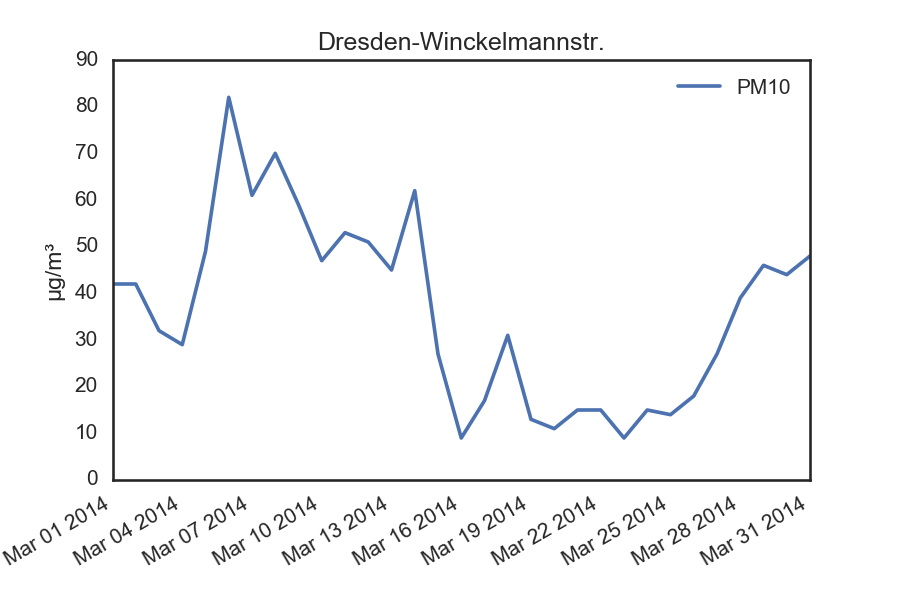 Dresden-Winckelmannstr.
PM10
µg/m³
90
80
70
60
50
40
30
20
10
0
Mar 01 2014
Mar 04 2014
Mar 07 2014
Mar 10 2014
Mar 13 2014
Mar 16 2014
Mar 19 2014
Mar 22 2014
Mar 25 2014
Mar 28 2014
Mar 31 2014